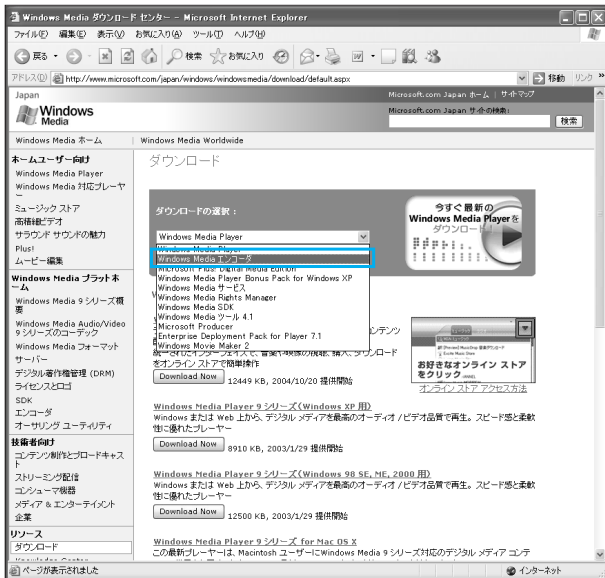 Windows Media ダウンロード センター - Microsoft Internet Explorer
ファイル(F) 編集(E) 表示(V) お気に入り(A) ツール(T) ヘルプ(H)
戻る 検索 お気に入り
アドレス(D) http://www.microsoft.com/japan/windows/windowsmedia/download/default.aspx 移動 リンク »
Japan
Microsoft.com Japan ホーム | サイトマップ
Windows
Media
Microsoft.com Japan サイトの検索:
検索
Windows Media ホーム | Windows Media Worldwide
ホームユーザー向け
Windows Media Player
Windows Media 対応プレーヤ
ー
ミュージック ストア
高精細ビデオ
サラウンド サウンドの魅力
Plus!
ムービー編集
Windows Media プラットホ
ーム
Windows Media 9 シリーズ概
要
Windows Media Audio/Video
9 シリーズのコーデック
Windows Media フォーマット
サーバー
デジタル著作権管理 (DRM)
ライセンスとロゴ
SDK
エンコーダ
オーサリング ユーティリティ
技術者向け
コンテンツ制作とブロードキャス
ト
ストリーミング配信
コンシューマ機器
メディア & エンターテイメント
企業
リソース
ダウンロード
ダウンロード
ダウンロードの選択 :
Windows Media Player
Windows Media Player
Windows Media エンコーダ
Microsoft Plus! Digital Media Edition
Windows Media Player Bonus Pack for Windows XP
Windows Media サービス
Windows Media Rights Manager
Windows Media SDK
Windows Media ツール 4.1
Microsoft Producer
Enterprise Deployment Pack for Player 7.1
Windows Movie Maker 2
今すぐ最新の
Windows Media Playerを
ダウンロード
コンテンツ
ダウンロード
をオンライン ストアで簡単操作
Download Now 12449 KB, 2004/10/20 提供開始
お好きなオンライン ストア
をクリック
オンライン ストア アクセス方法
Windows Media Player 9 シリーズ(Windows XP 用)
Windows または Web 上から、デジタル メディアを最高のオーディオ /ビデオ品質で再生。スピード感と柔軟
性に優れたプレーヤー
Download Now 8910 KB, 2003/1/29 提供開始
Windows Media Player 9 シリーズ(Windows 98 SE, ME, 2000 用)
Windows または Web 上から、デジタル メディアを最高のオーディオ /ビデオ品質で再生。スピード感と柔軟
性に優れたプレーヤー
Download Now 12500 KB, 2003/1/29 提供開始
Windows Media Player 9 シリーズ for Mac OS X
この最新プレーヤーは、Macintosh ユーザーにWindows Media 9 シリーズ対応のデジタル メディア コンテ
ページが表示されました
インターネット